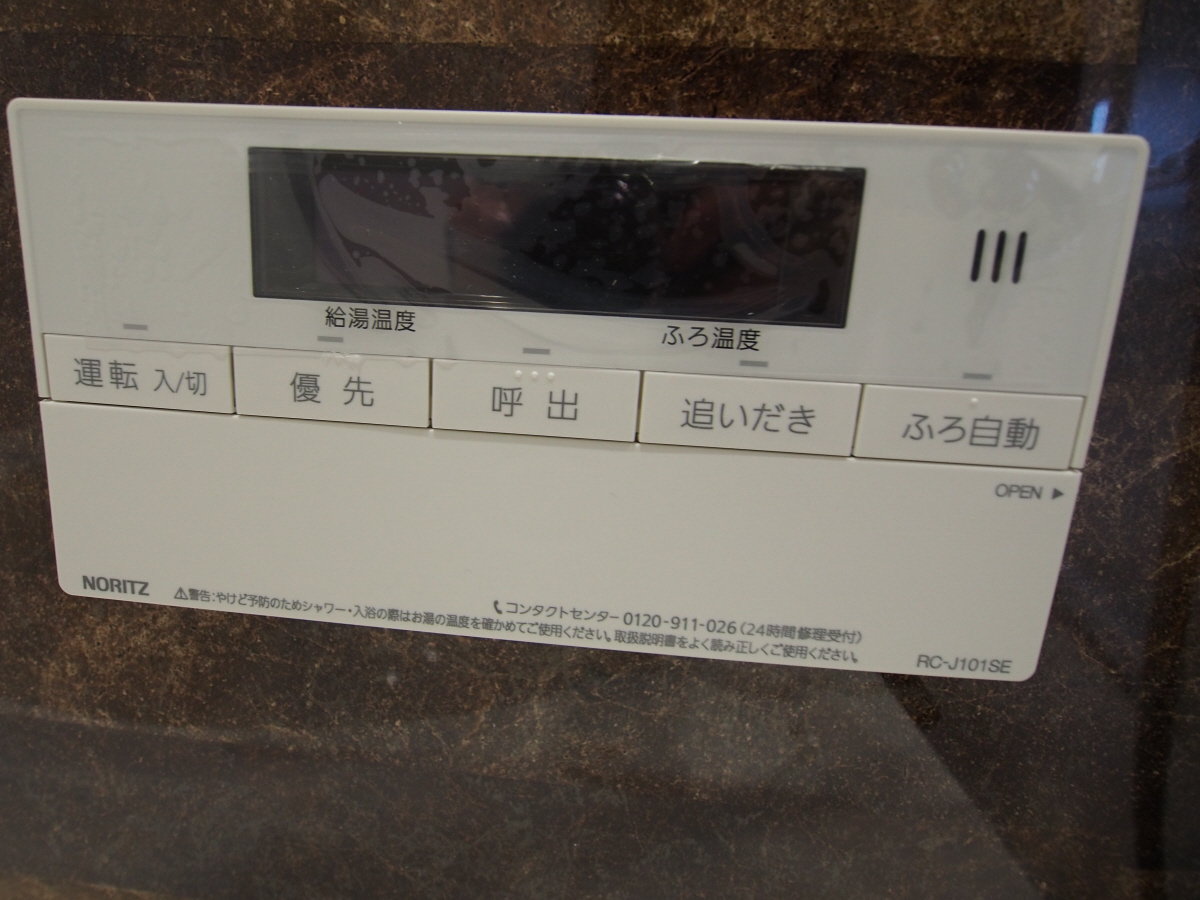 給湯温度 ふろ温度
運転 入/切 優先 呼出 追いだき ふろ自動
OPEN ▶
NORITZ
コンタクトセンター 0120-911-026(24時間修理受付)
⚠警告:やけど予防のためシャワー・入浴の際はお湯の温度を確かめてご使用ください。取扱説明書をよく読み正しくご使用ください。
RC-J101SE